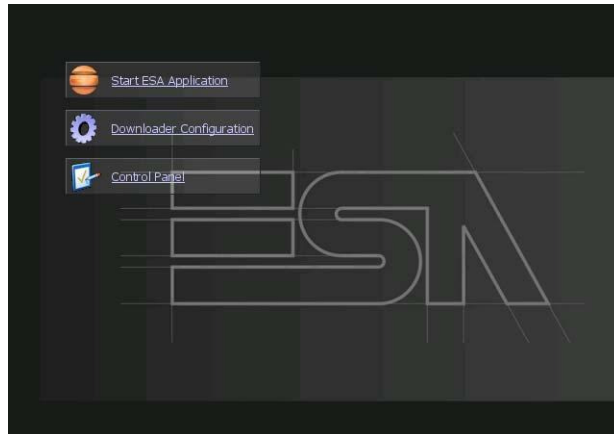 Start ESA Application
Downloader Configuration
Control Panel
ESA